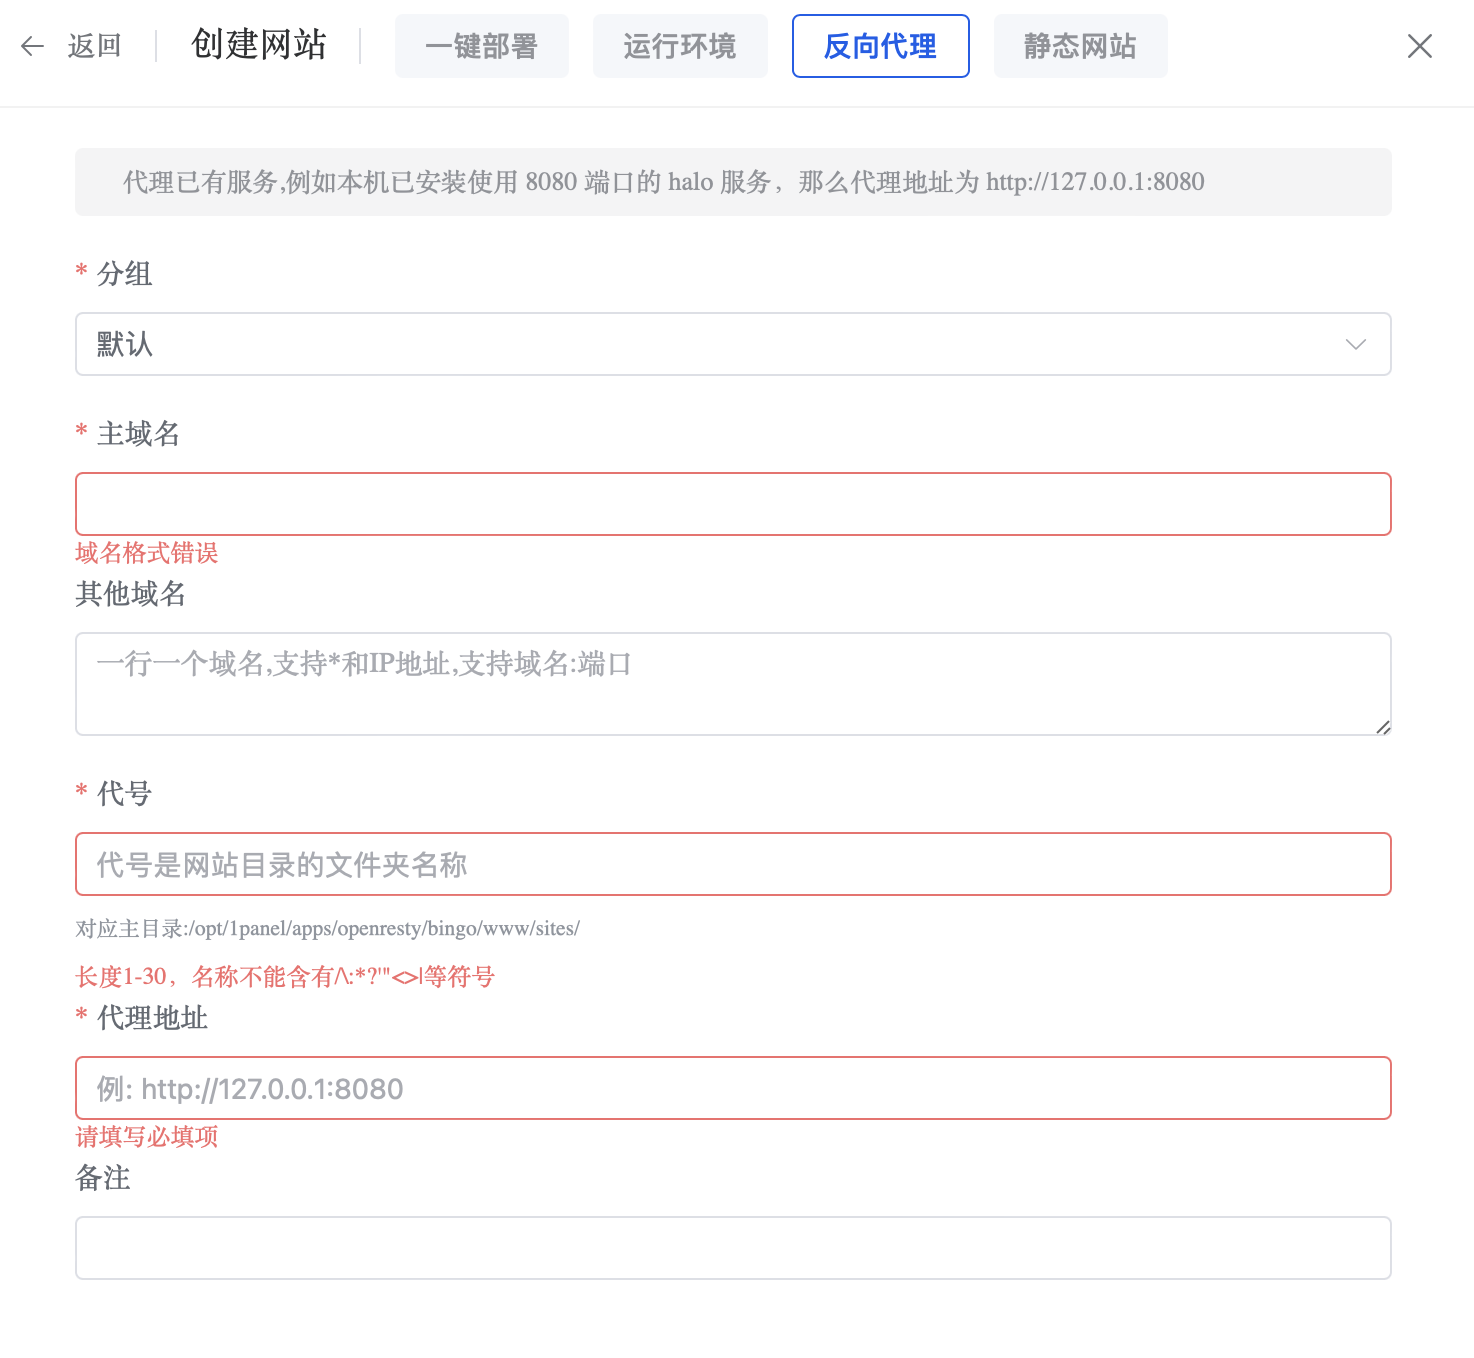 返回 创建网站 一键部署 运行环境 反向代理 静态网站
代理已有服务,例如本机已安装使用 8080 端口的 halo 服务，那么代理地址为 http://127.0.0.1:8080
* 分组
默认
* 主域名
域名格式错误
其他域名
一行一个域名,支持*和IP地址,支持域名:端口
* 代号
代号是网站目录的文件夹名称
对应主目录:/opt/1panel/apps/openresty/bingo/www/sites/
长度1-30，名称不能含有/\:*?'"<>|等符号
* 代理地址
例: http://127.0.0.1:8080
请填写必填项
备注